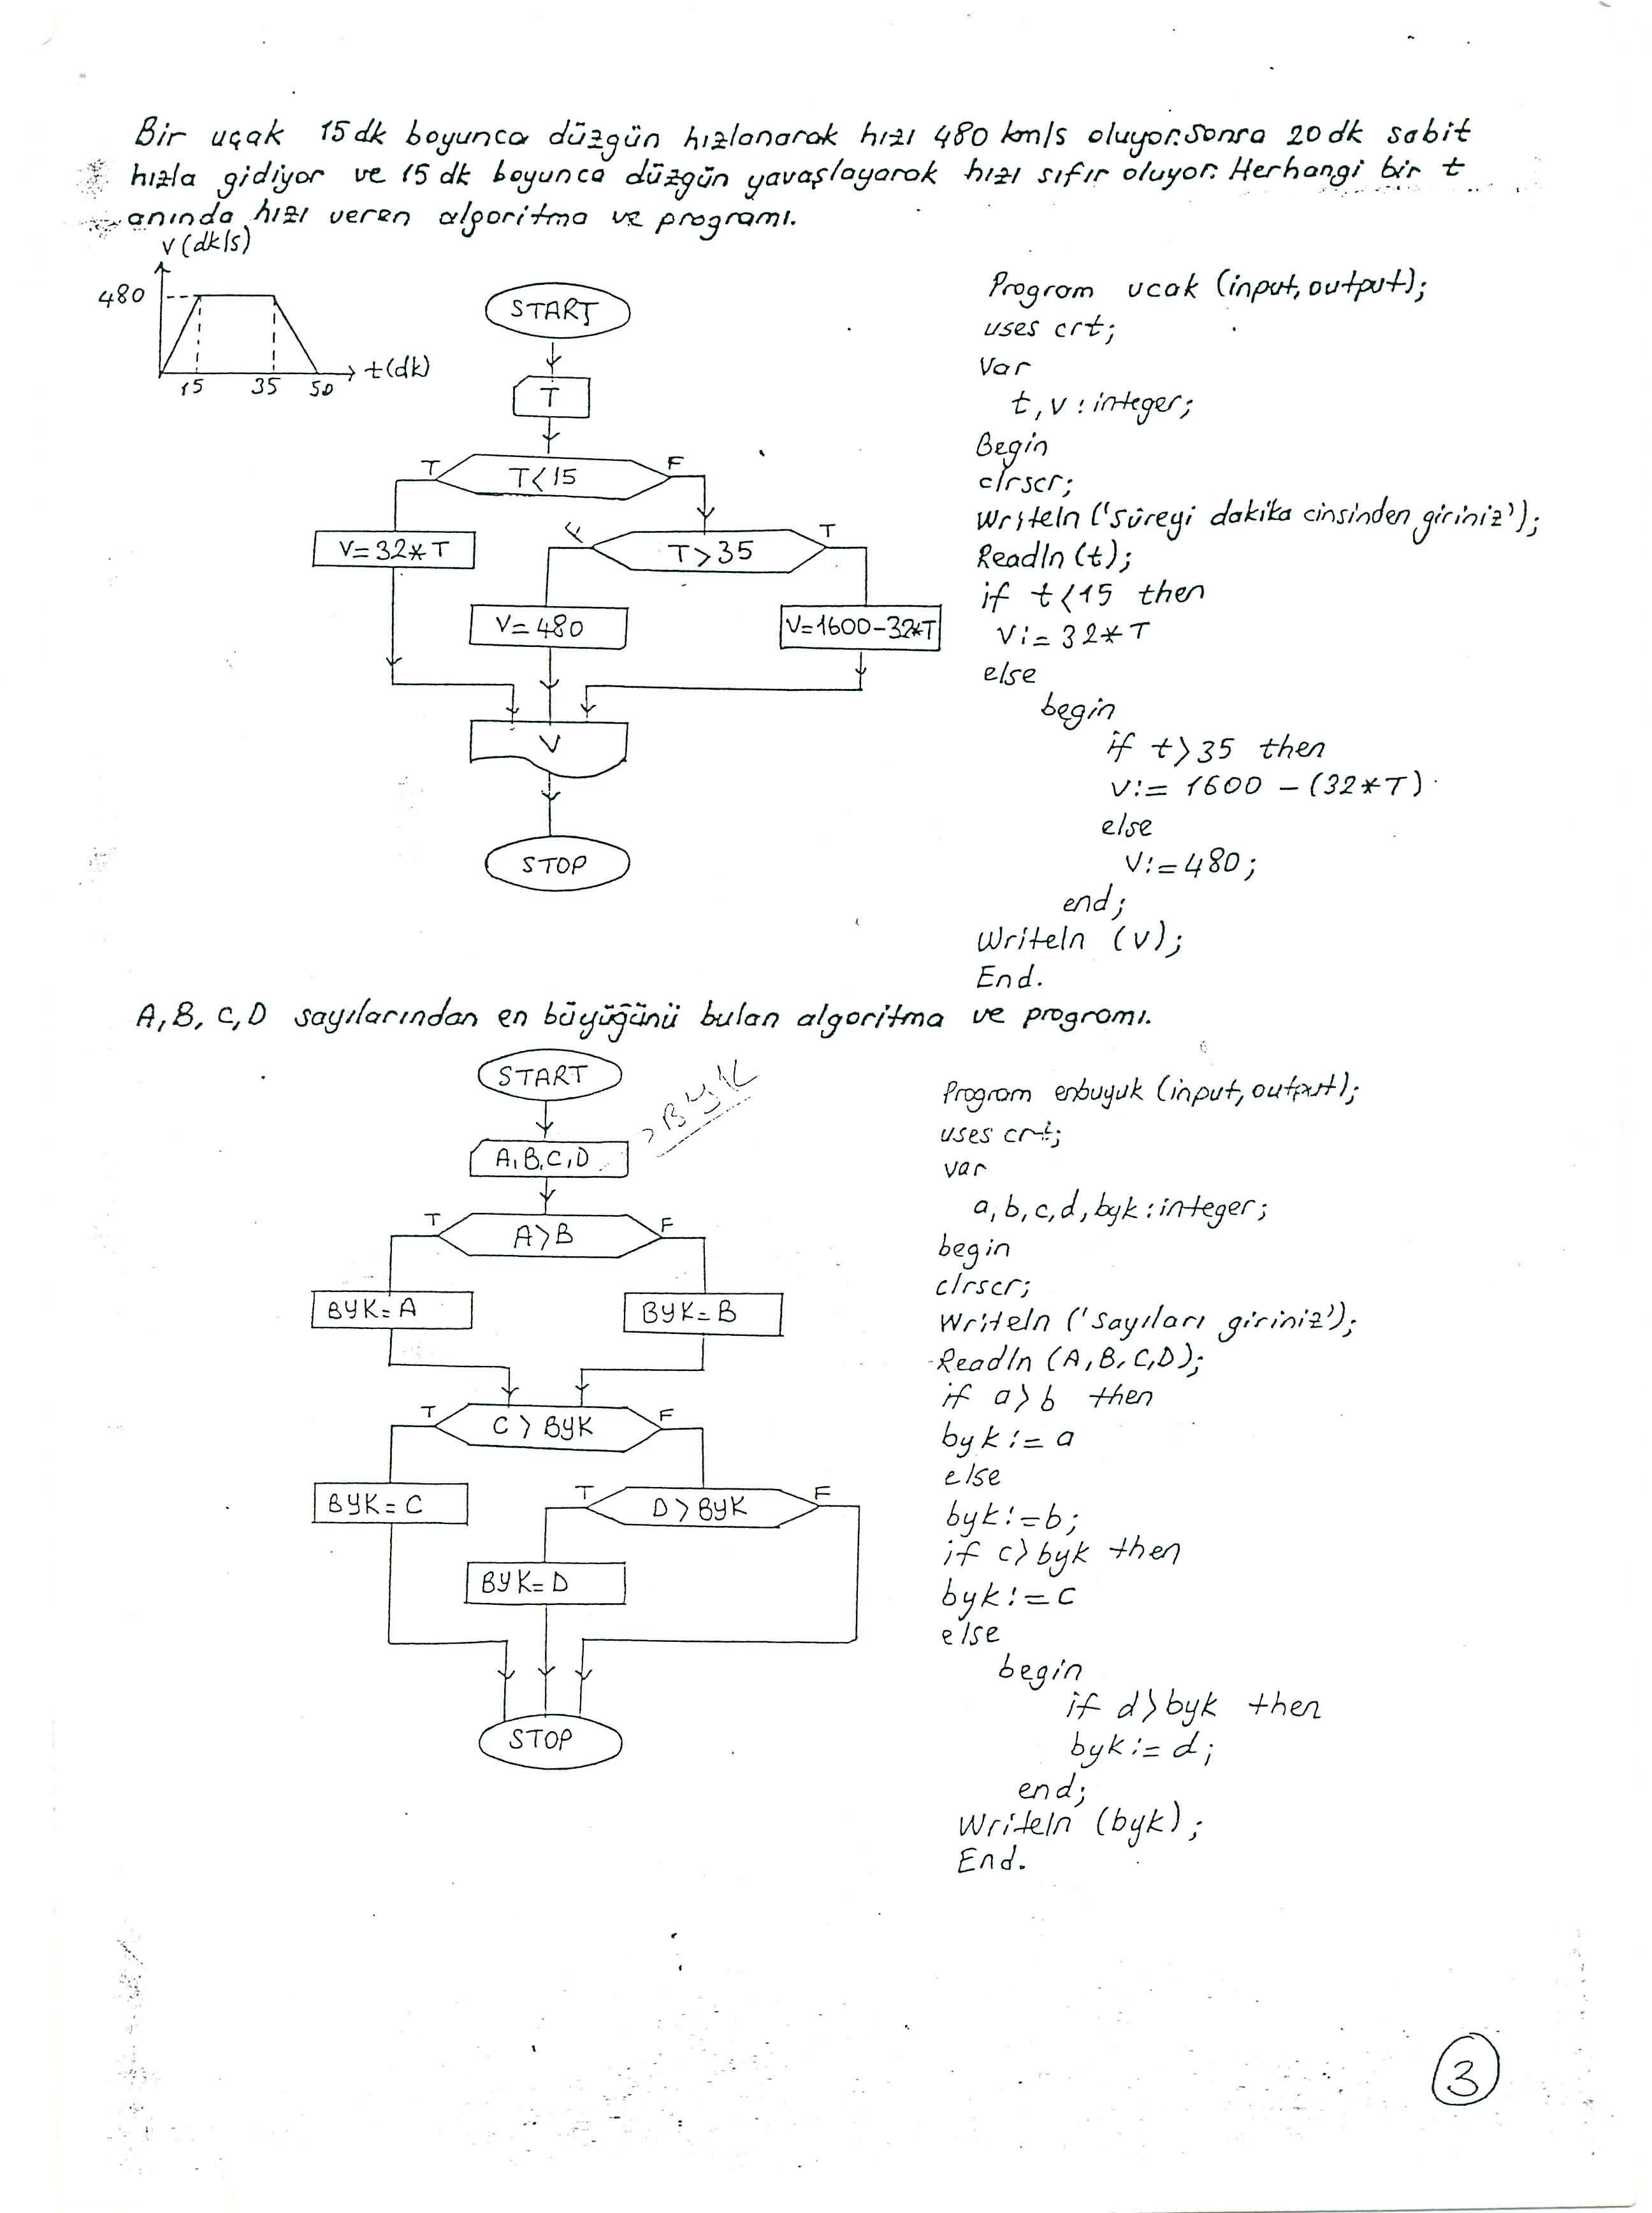 Bir uçak 15 dk boyunca düzgün hızlanarak hızı 480 km/s oluyor. Sonra 20 dk sabit
hızla gidiyor ve 15 dk boyunca düzgün yavaşlayarak hızı sıfır oluyor. Herhangi bir t
anında hızı veren algoritma ve programı.
V (dk/s)
480
t(dk)
15 35 50
START
T
T<15
T
F
V=32*T
T>35
F
T
V=480
V=1600-32*T
V
STOP
Program ucak (input, output);
uses crt;
Var
t, v : integer;
Begin
clrscr;
Writeln ('Süreyi dakika cinsinden giriniz');
Readln (t);
if t<15 then
V:= 32*T
else
begin
if t>35 then
v:= 1600 - (32*T)
else
V:=480;
end;
Writeln (v);
End.
A, B, C, D sayılarından en büyüğünü bulan algoritma ve programı.
START
A,B,C,D
>BYK
A>B
T
F
BYK=A
BYK=B
C > BYK
T
F
BYK=C
D > BYK
T
F
BYK=D
STOP
Program enbuyuk (input, output);
uses crt;
var
a, b, c, d, byk : integer;
begin
clrscr;
Writeln ('Sayıları giriniz');
Readln (A, B, C, D);
if a>b then
byk := a
else
byk:=b;
if c>byk then
byk:=c
else
begin
if d>byk then
byk:= d;
end;
Writeln (byk);
End.
3